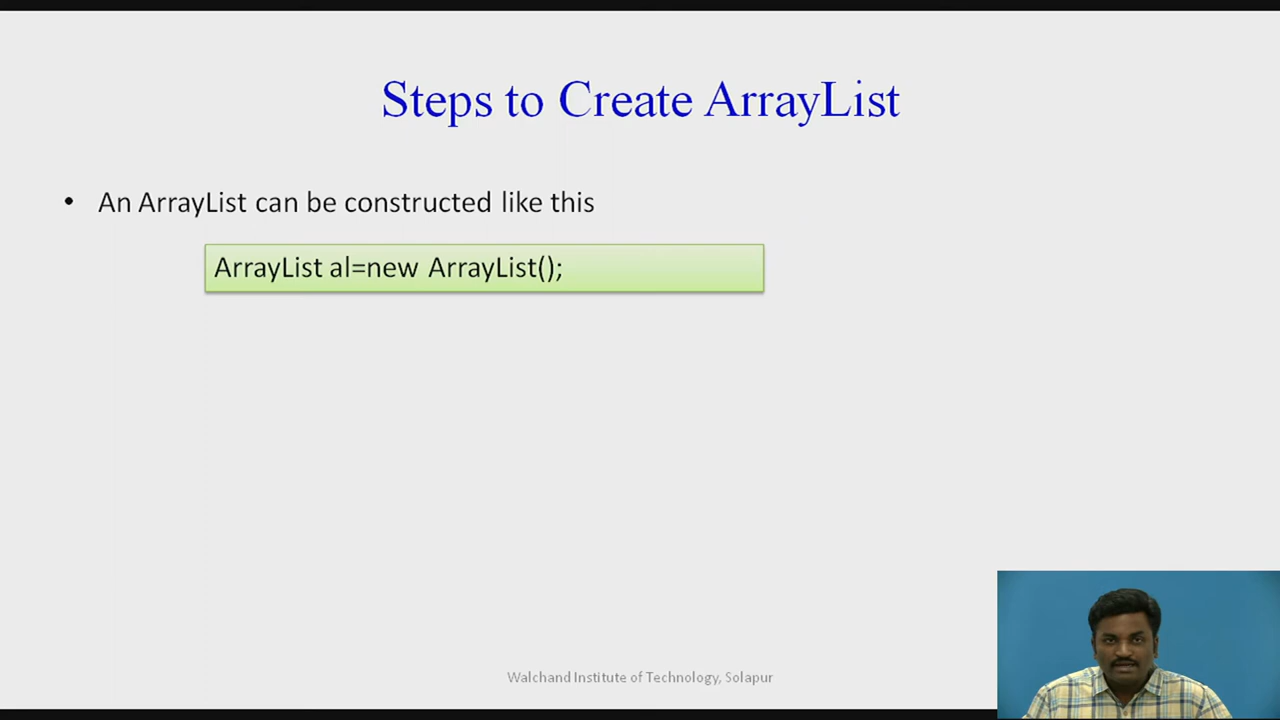 Steps to Create ArrayList
• An ArrayList can be constructed like this
ArrayList al=new ArrayList();
Walchand Institute of Technology, Solapur